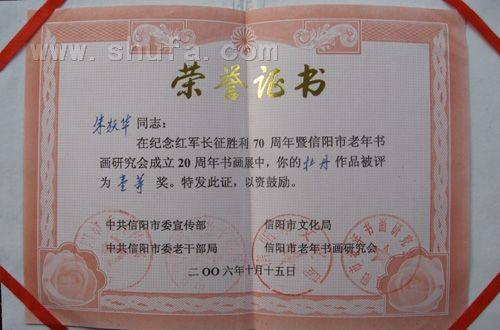 www.shufa.com
荣誉证书
朱敖华 同志：
在纪念红军长征胜利70周年暨信阳市老年书
画研究会成立20周年书画展中，你的牡丹作品被评
为壹等奖。特发此证，以资鼓励。
中共信阳市委宣传部 信阳市文化局
中共信阳市委老干部局 信阳市老年书画研究会
二〇〇六年十月十五日